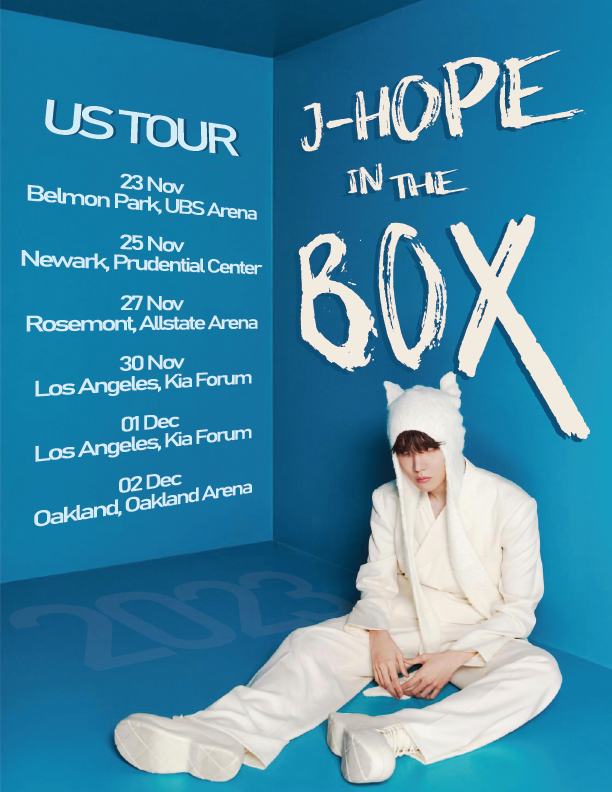 US TOUR
23 Nov
Belmon Park, UBS Arena
25 Nov
Newark, Prudential Center
27 Nov
Rosemont, Allstate Arena
30 Nov
Los Angeles, Kia Forum
01 Dec
Los Angeles, Kia Forum
02 Dec
Oakland, Oakland Arena
2023
J-HOPE
IN THE
BOX